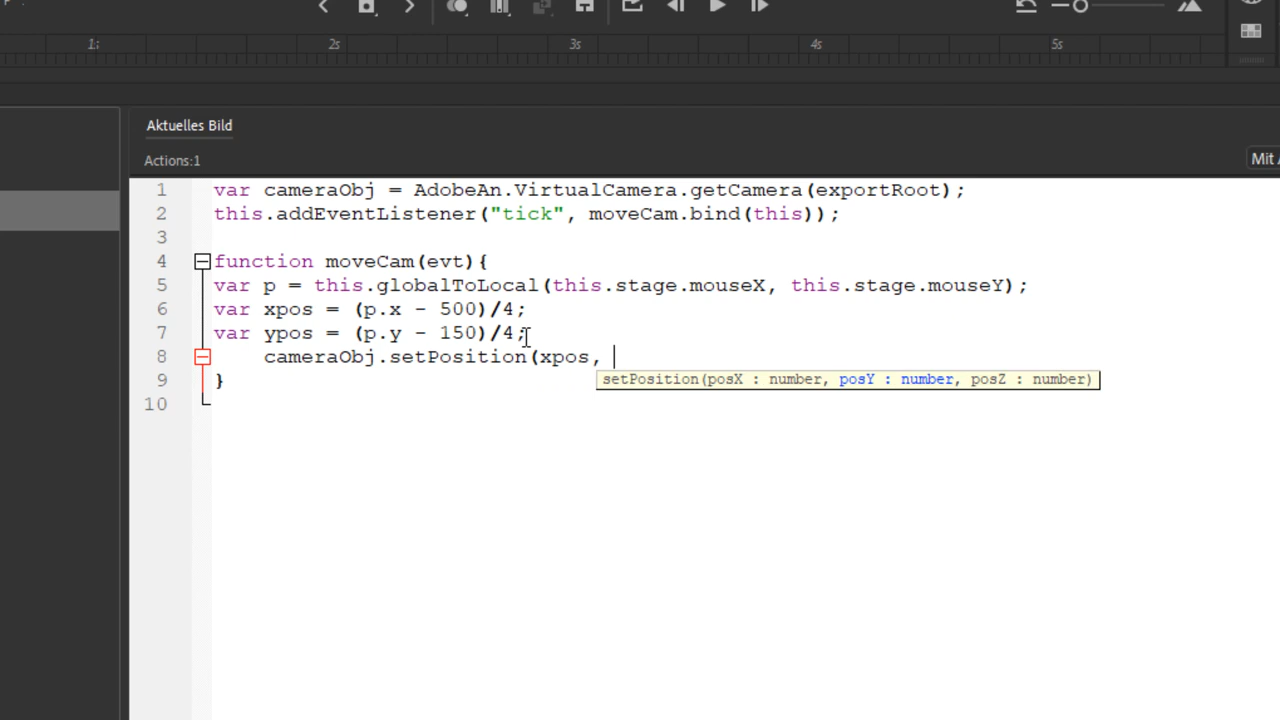 1s 2s 3s 4s 5s
Aktuelles Bild
Actions:1
Mit
1 var cameraObj = AdobeAn.VirtualCamera.getCamera(exportRoot);
2 this.addEventListener("tick", moveCam.bind(this));
3
4 function moveCam(evt){
5 var p = this.globalToLocal(this.stage.mouseX, this.stage.mouseY);
6 var xpos = (p.x - 500)/4;
7 var ypos = (p.y - 150)/4;
8 cameraObj.setPosition(xpos,
setPosition(posX : number, posY : number, posZ : number)
9 }
10